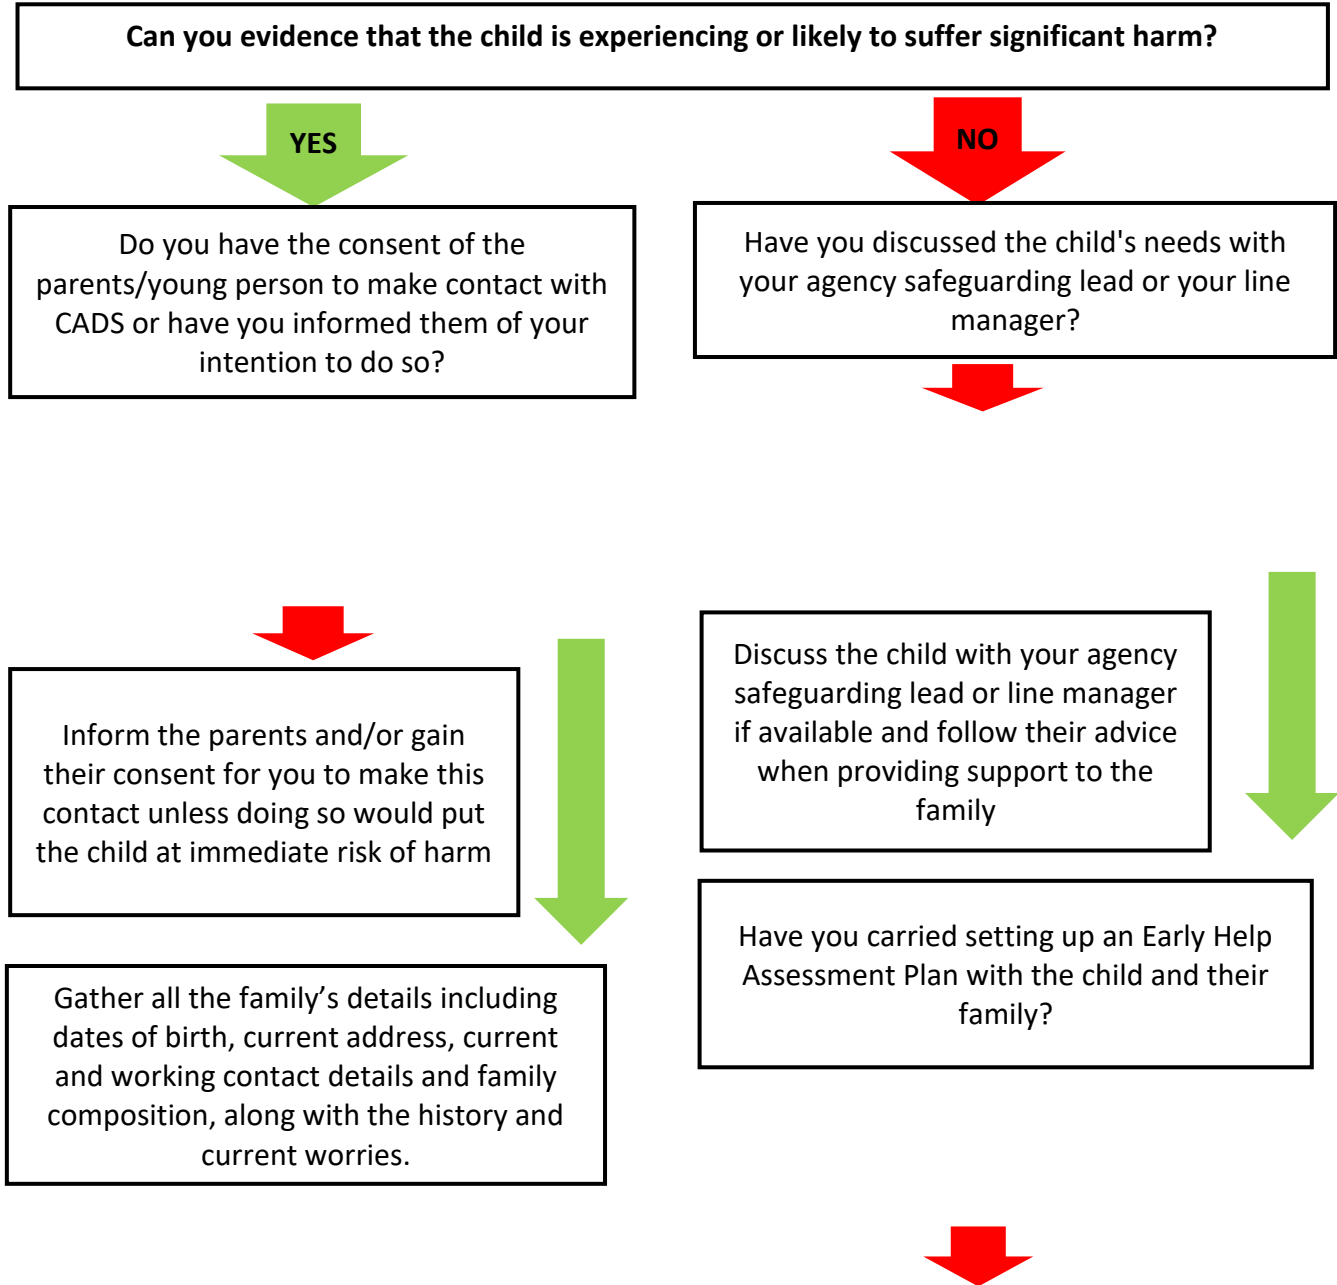 Can you evidence that the child is experiencing or likely to suffer significant harm?
YES
NO
Do you have the consent of the
parents/young person to make contact with
CADS or have you informed them of your
intention to do so?
Have you discussed the child's needs with
your agency safeguarding lead or your line
manager?
Inform the parents and/or gain
their consent for you to make this
contact unless doing so would put
the child at immediate risk of harm
Discuss the child with your agency
safeguarding lead or line manager
if available and follow their advice
when providing support to the
family
Gather all the family’s details including
dates of birth, current address, current
and working contact details and family
composition, along with the history and
current worries.
Have you carried setting up an Early Help
Assessment Plan with the child and their
family?